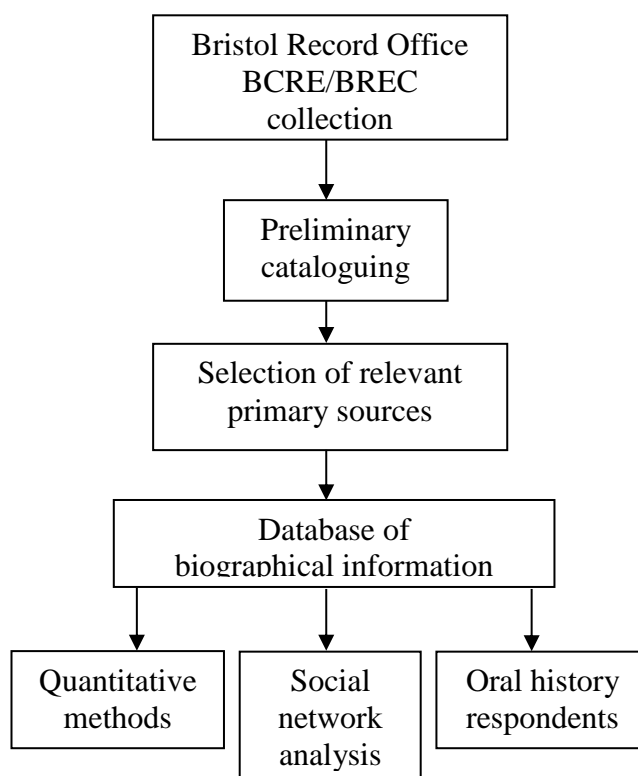 Bristol Record Office
BCRE/BREC
collection
Preliminary
cataloguing
Selection of relevant
primary sources
Database of
biographical information
Quantitative
methods
Social
network
analysis
Oral history
respondents